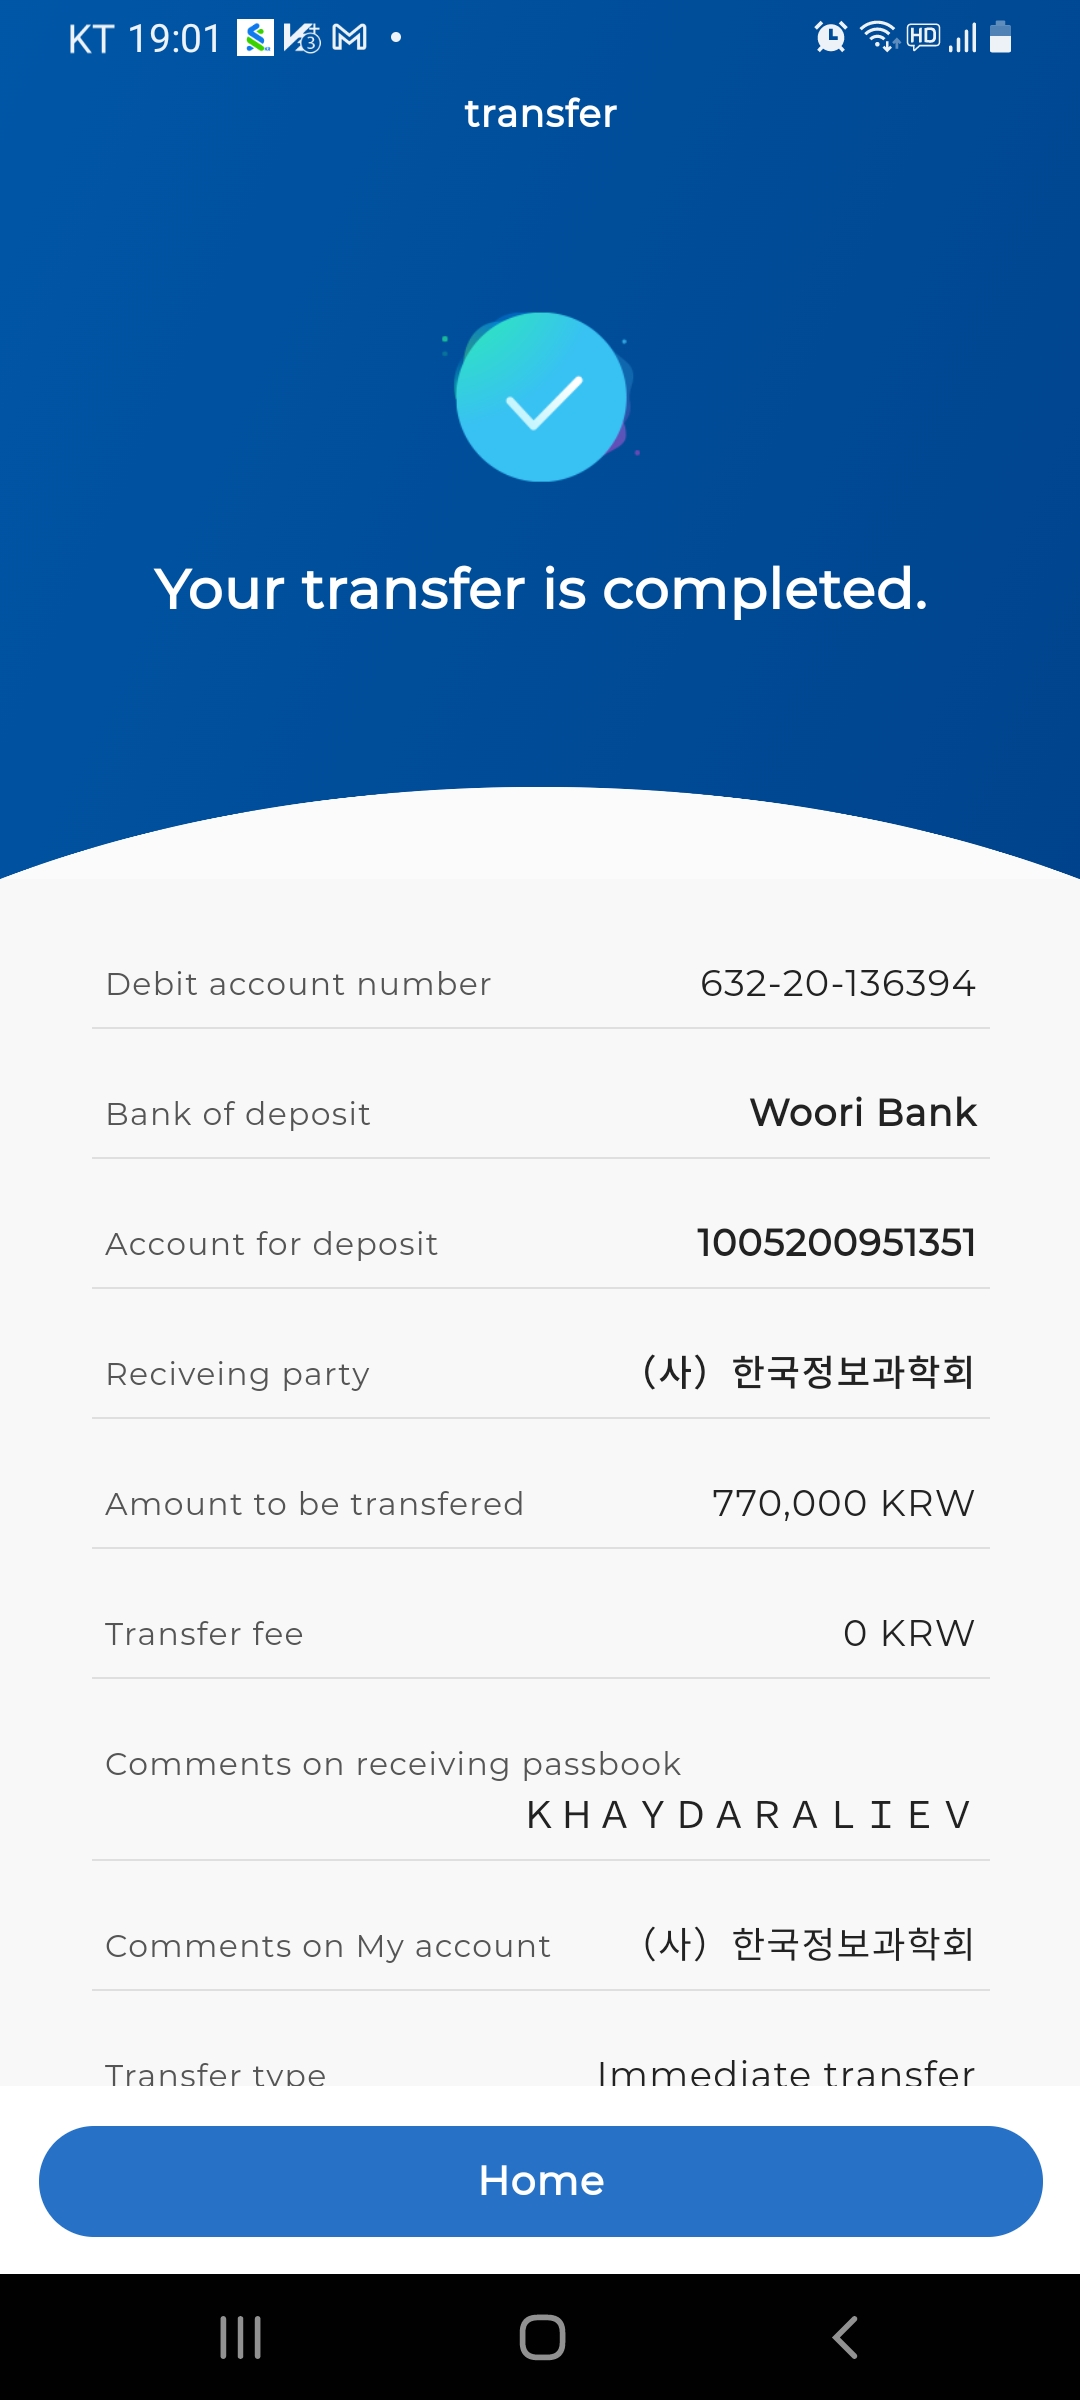 KT 19:01
HD
transfer
Your transfer is completed.
Debit account number 632-20-136394
Bank of deposit Woori Bank
Account for deposit 1005200951351
Reciveing party （사）한국정보과학회
Amount to be transfered 770,000 KRW
Transfer fee 0 KRW
Comments on receiving passbook
ＫＨＡＹＤＡＲＡＬＩＥＶ
Comments on My account （사）한국정보과학회
Transfer type Immediate transfer
Home